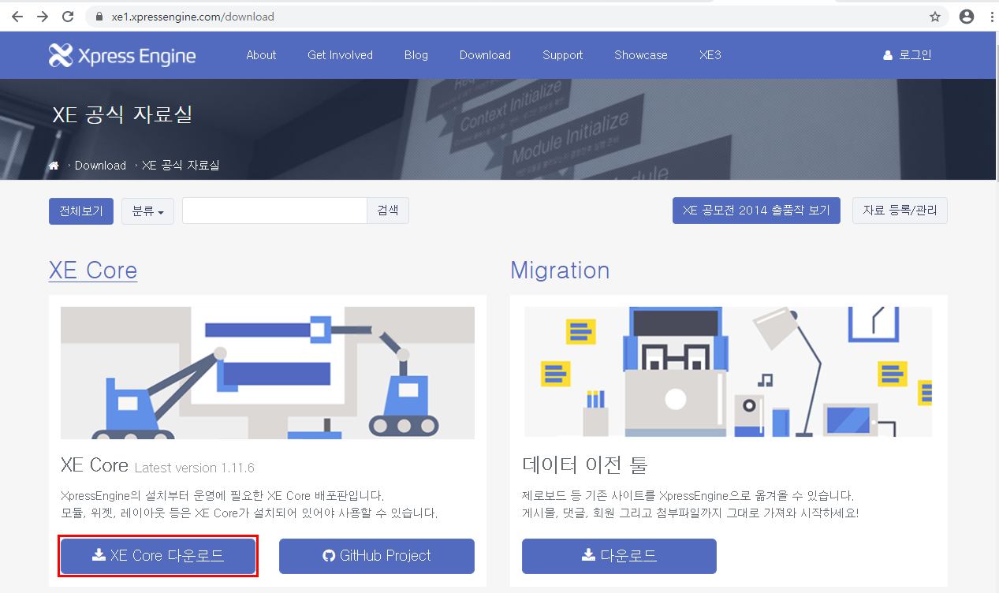 xe1.xpressengine.com/download
Xpress Engine
About
Get Involved
Blog
Download
Support
Showcase
XE3
로그인
Context Initialize
Module Initialize
XE 공식 자료실
Download
XE 공식 자료실
전체보기
분류
검색
XE 공모전 2014 출품작 보기
자료 등록/관리
XE Core
Migration
XE Core Latest version 1.11.6
XpressEngine의 설치부터 운영에 필요한 XE Core 배포판입니다.
모듈, 위젯, 레이아웃 등은 XE Core가 설치되어 있어야 사용할 수 있습니다.
XE Core 다운로드
GitHub Project
데이터 이전 툴
제로보드 등 기존 사이트를 XpressEngine으로 옮겨올 수 있습니다.
게시물, 댓글, 회원 그리고 첨부파일까지 그대로 가져와 시작하세요!
다운로드